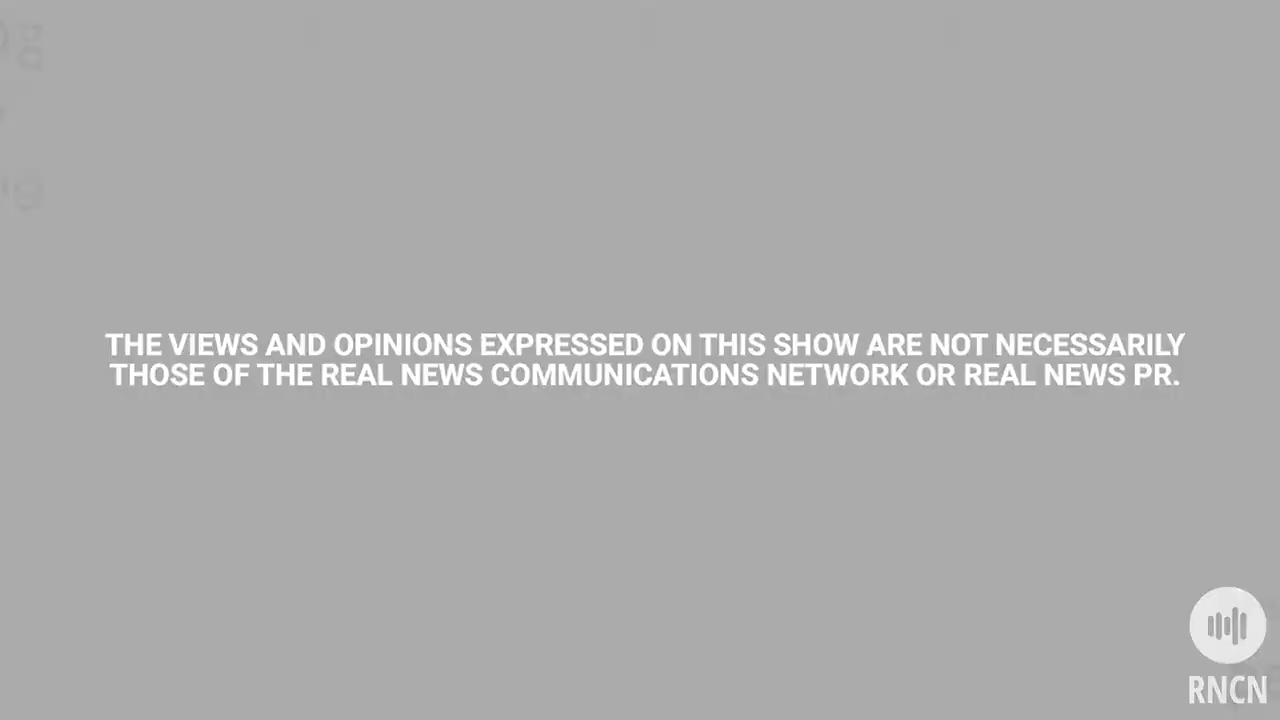 THE VIEWS AND OPINIONS EXPRESSED ON THIS SHOW ARE NOT NECESSARILY
THOSE OF THE REAL NEWS COMMUNICATIONS NETWORK OR REAL NEWS PR.
RNCN